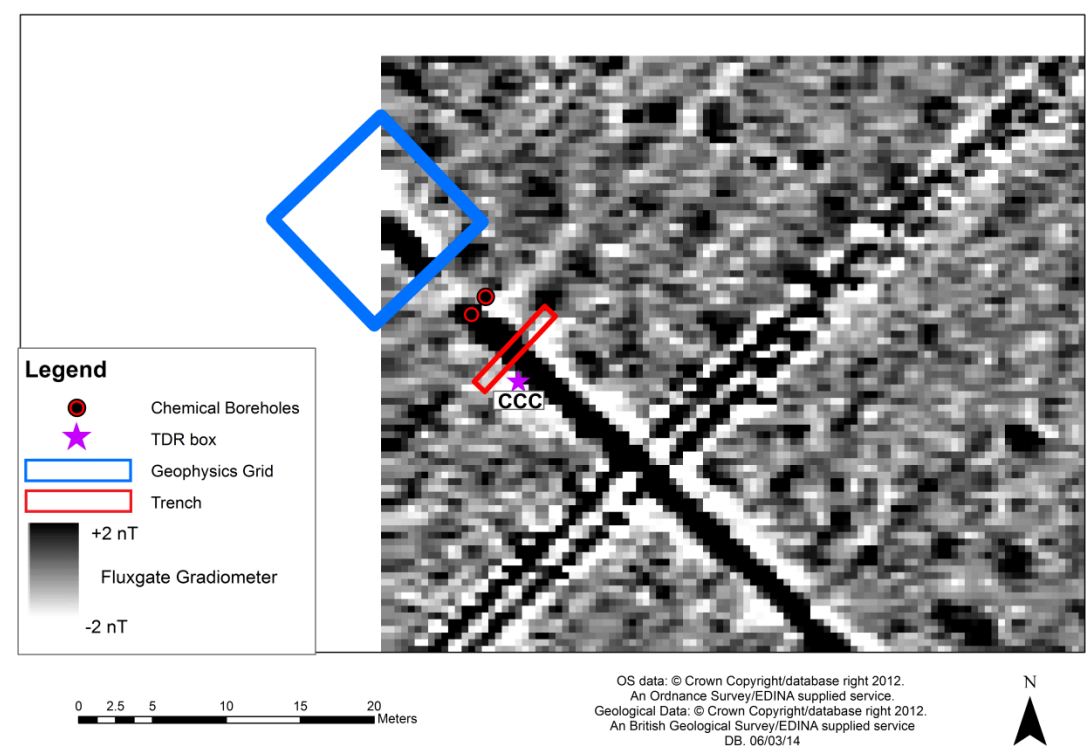 CCC
Legend
Chemical Boreholes
TDR box
Geophysics Grid
Trench
+2 nT
Fluxgate Gradiometer
-2 nT
0 2.5 5 10 15 20
Meters
OS data: © Crown Copyright/database right 2012.
An Ordnance Survey/EDINA supplied service.
Geological Data: © Crown Copyright/database right 2012.
An British Geological Survey/EDINA supplied service
DB. 06/03/14
N